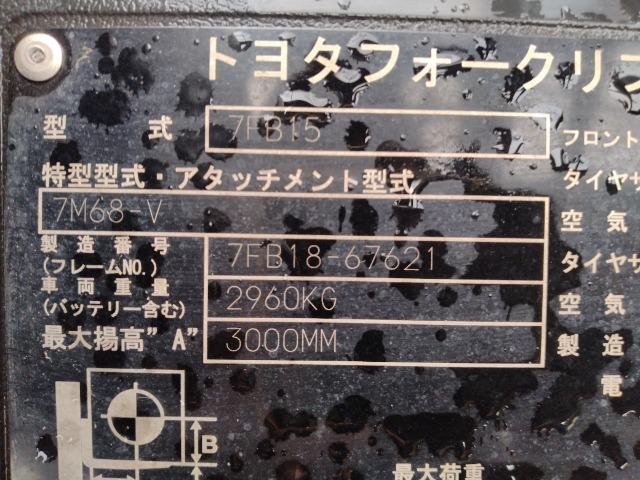 トヨタフォークリフ
型 式 7FB15
フロント
特型型式・アタッチメント型式
タイヤサ
7M68-V
空 気
製造番号
(フレームNO.) 7FB18-67621
タイヤサ
車両重量
(バッテリー含む) 2960KG
空 気
最大揚高"A" 3000MM
製 造
電
B
最大荷重